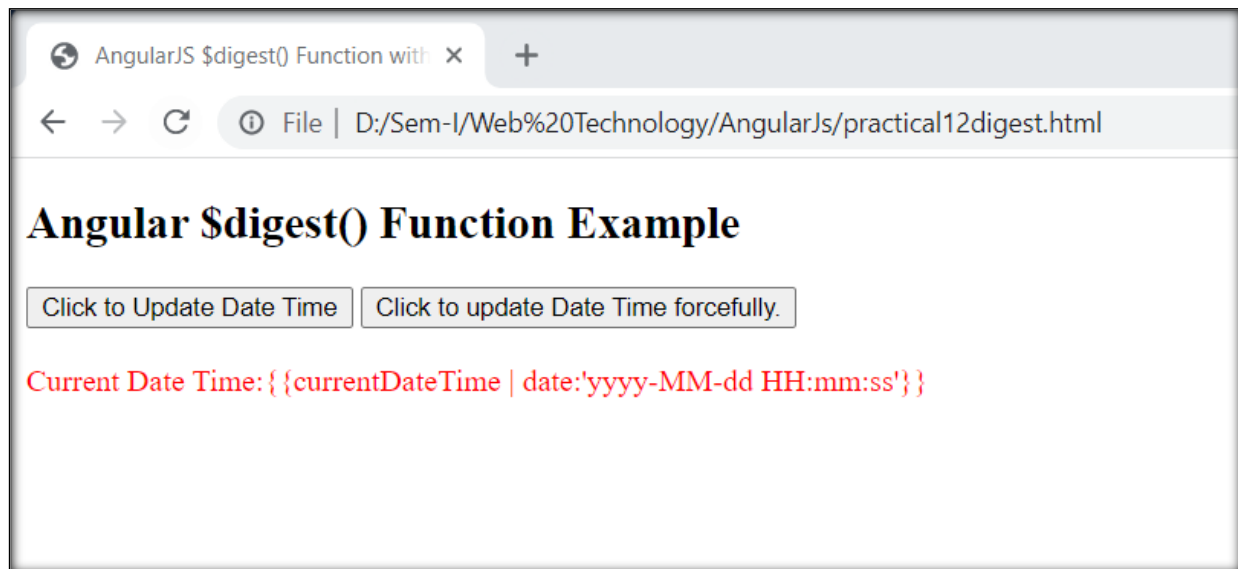 AngularJS $digest() Function with
File | D:/Sem-I/Web%20Technology/AngularJs/practical12digest.html
Angular $digest() Function Example
Click to Update Date Time Click to update Date Time forcefully.
Current Date Time:{{currentDateTime | date:'yyyy-MM-dd HH:mm:ss'}}